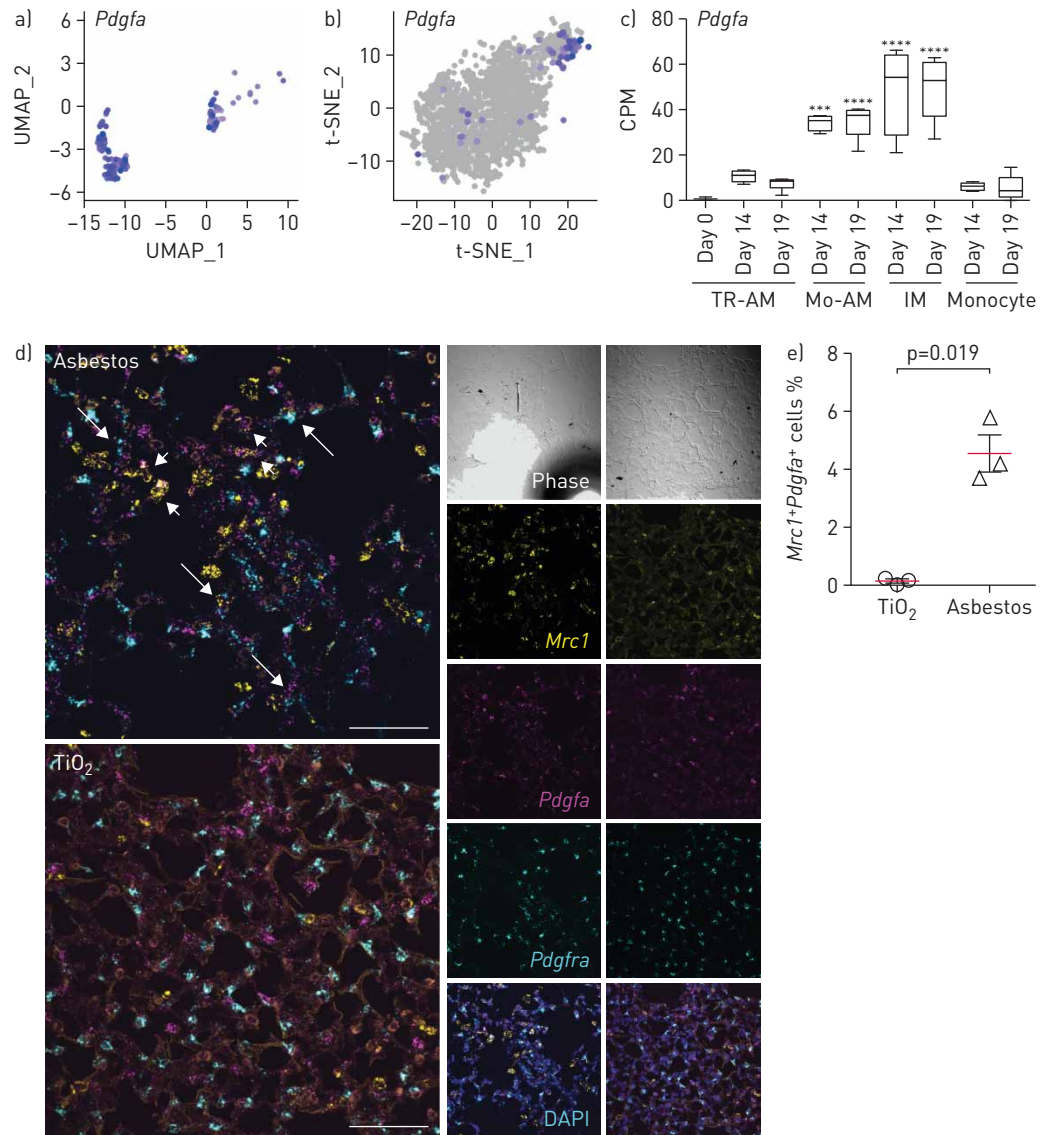 a)
Pdgfa
6
3
0
−3
−6
UMAP_2
−15
−10
−5
0
5
10
UMAP_1
b)
Pdgfa
10
0
−10
t-SNE_2
−20
−10
0
10
20
t-SNE_1
c)
Pdgfa
80
60
40
20
0
CPM
***
****
****
****
Day 0
Day 14
Day 19
Day 14
Day 19
Day 14
Day 19
Day 14
Day 19
TR-AM
Mo-AM
IM
Monocyte
d)
Asbestos
TiO2
Phase
Mrc1
Pdgfa
Pdgfra
DAPI
e)
8
6
4
2
0
Mrc1+Pdgfa+ cells %
p=0.019
TiO2
Asbestos